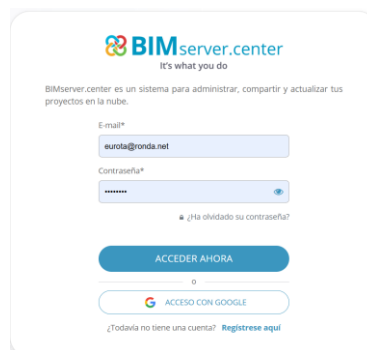 BIMserver.center
It's what you do
BIMserver.center es un sistema para administrar, compartir y actualizar tus
proyectos en la nube.
E-mail*
eurota@ronda.net
Contraseña*
••••••••
¿Ha olvidado su contraseña?
ACCEDER AHORA
o
ACCESO CON GOOGLE
¿Todavía no tiene una cuenta? Regístrese aquí